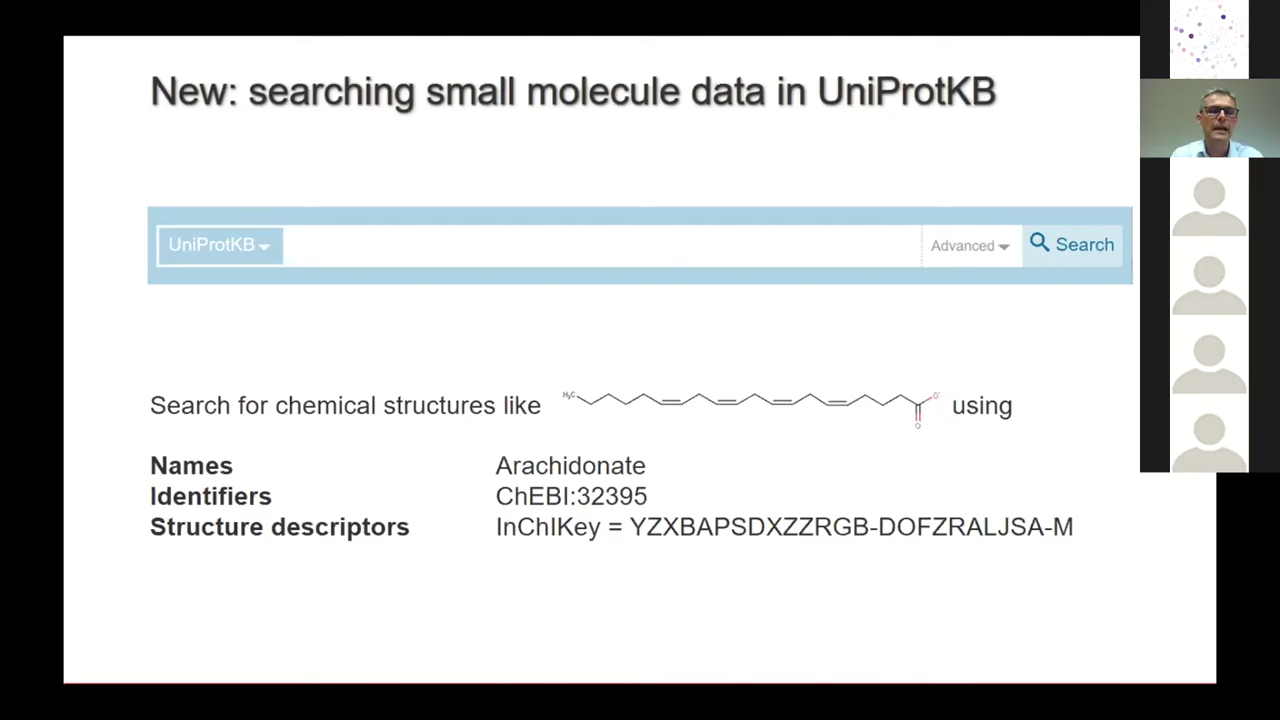 New: searching small molecule data in UniProtKB
UniProtKB Advanced Search
Search for chemical structures like H₃C O⁻ O using
Names Arachidonate
Identifiers ChEBI:32395
Structure descriptors InChIKey = YZXBAPSDXZZRGB-DOFZRALJSA-M